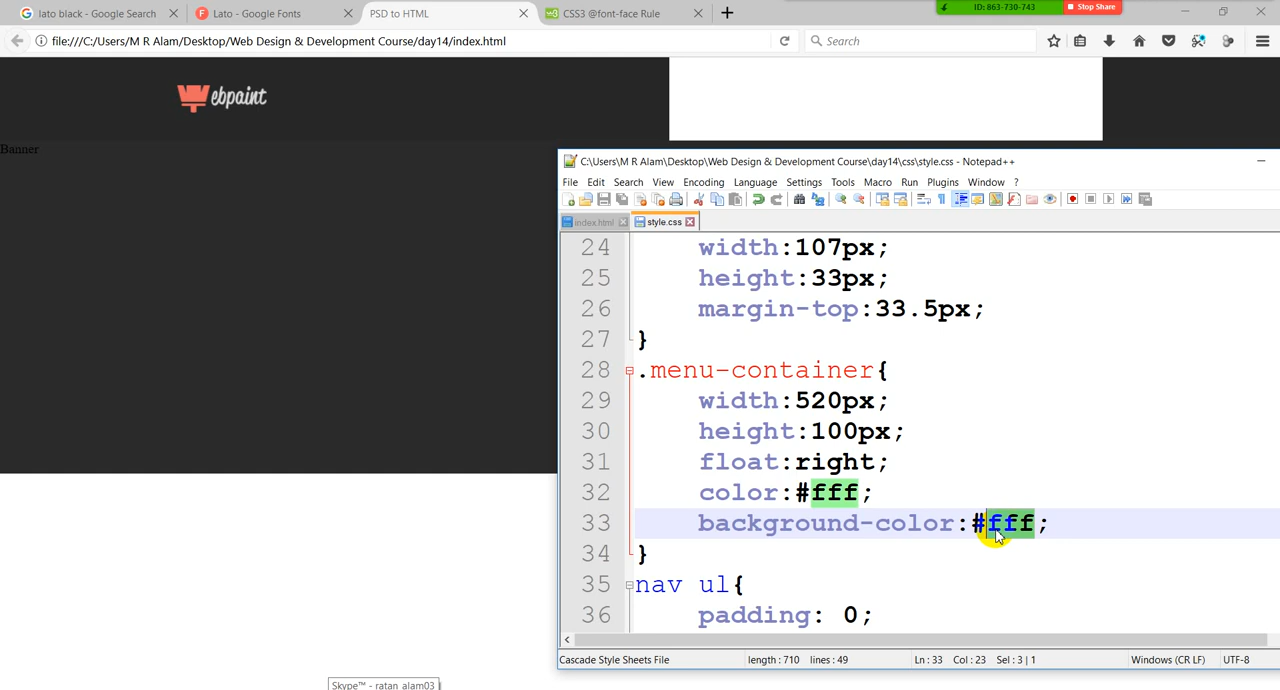 lato black - Google Search
Lato - Google Fonts
PSD to HTML
CSS3 @font-face Rule
ID: 863-730-743
Stop Share
file:///C:/Users/M R Alam/Desktop/Web Design & Development Course/day14/index.html
Search
ebpaint
Banner
C:\Users\M R Alam\Desktop\Web Design & Development Course\day14\css\style.css - Notepad++
File Edit Search View Encoding Language Settings Tools Macro Run Plugins Window ?
index.html style.css
24 width:107px;
25 height:33px;
26 margin-top:33.5px;
27 }
28 .menu-container{
29 width:520px;
30 height:100px;
31 float:right;
32 color:#fff;
33 background-color:#fff;
34 }
35 nav ul{
36 padding: 0;
Cascade Style Sheets File length : 710 lines : 49 Ln : 33 Col : 23 Sel : 3 | 1 Windows (CR LF) UTF-8
Skype™ - ratan_alam03